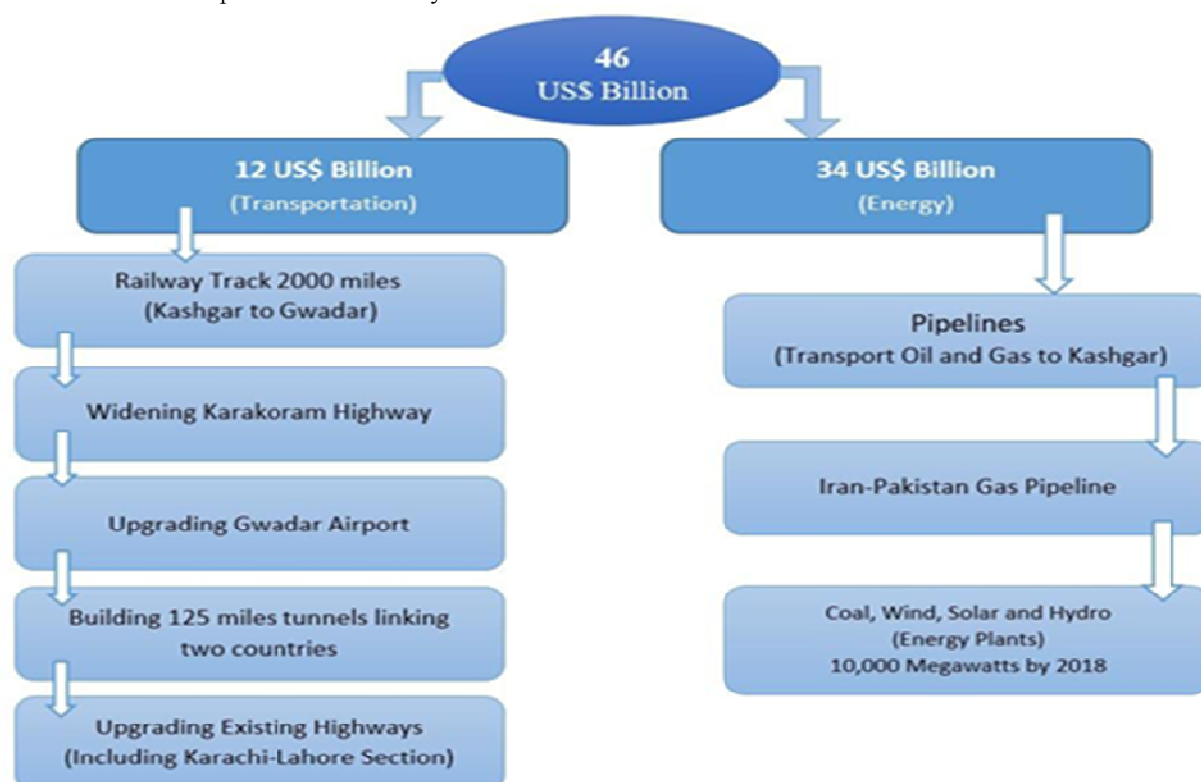 46
US$ Billion
12 US$ Billion
(Transportation)
Railway Track 2000 miles
(Kashgar to Gwadar)
Widening Karakoram Highway
Upgrading Gwadar Airport
Building 125 miles tunnels linking
two countries
Upgrading Existing Highways
(Including Karachi-Lahore Section)
34 US$ Billion
(Energy)
Pipelines
(Transport Oil and Gas to Kashgar)
Iran-Pakistan Gas Pipeline
Coal, Wind, Solar and Hydro
(Energy Plants)
10,000 Megawatts by 2018